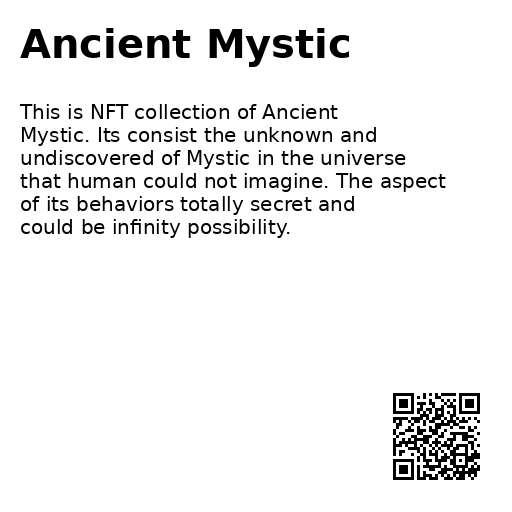 Ancient Mystic
This is NFT collection of Ancient
Mystic. Its consist the unknown and
undiscovered of Mystic in the universe
that human could not imagine. The aspect
of its behaviors totally secret and
could be infinity possibility.